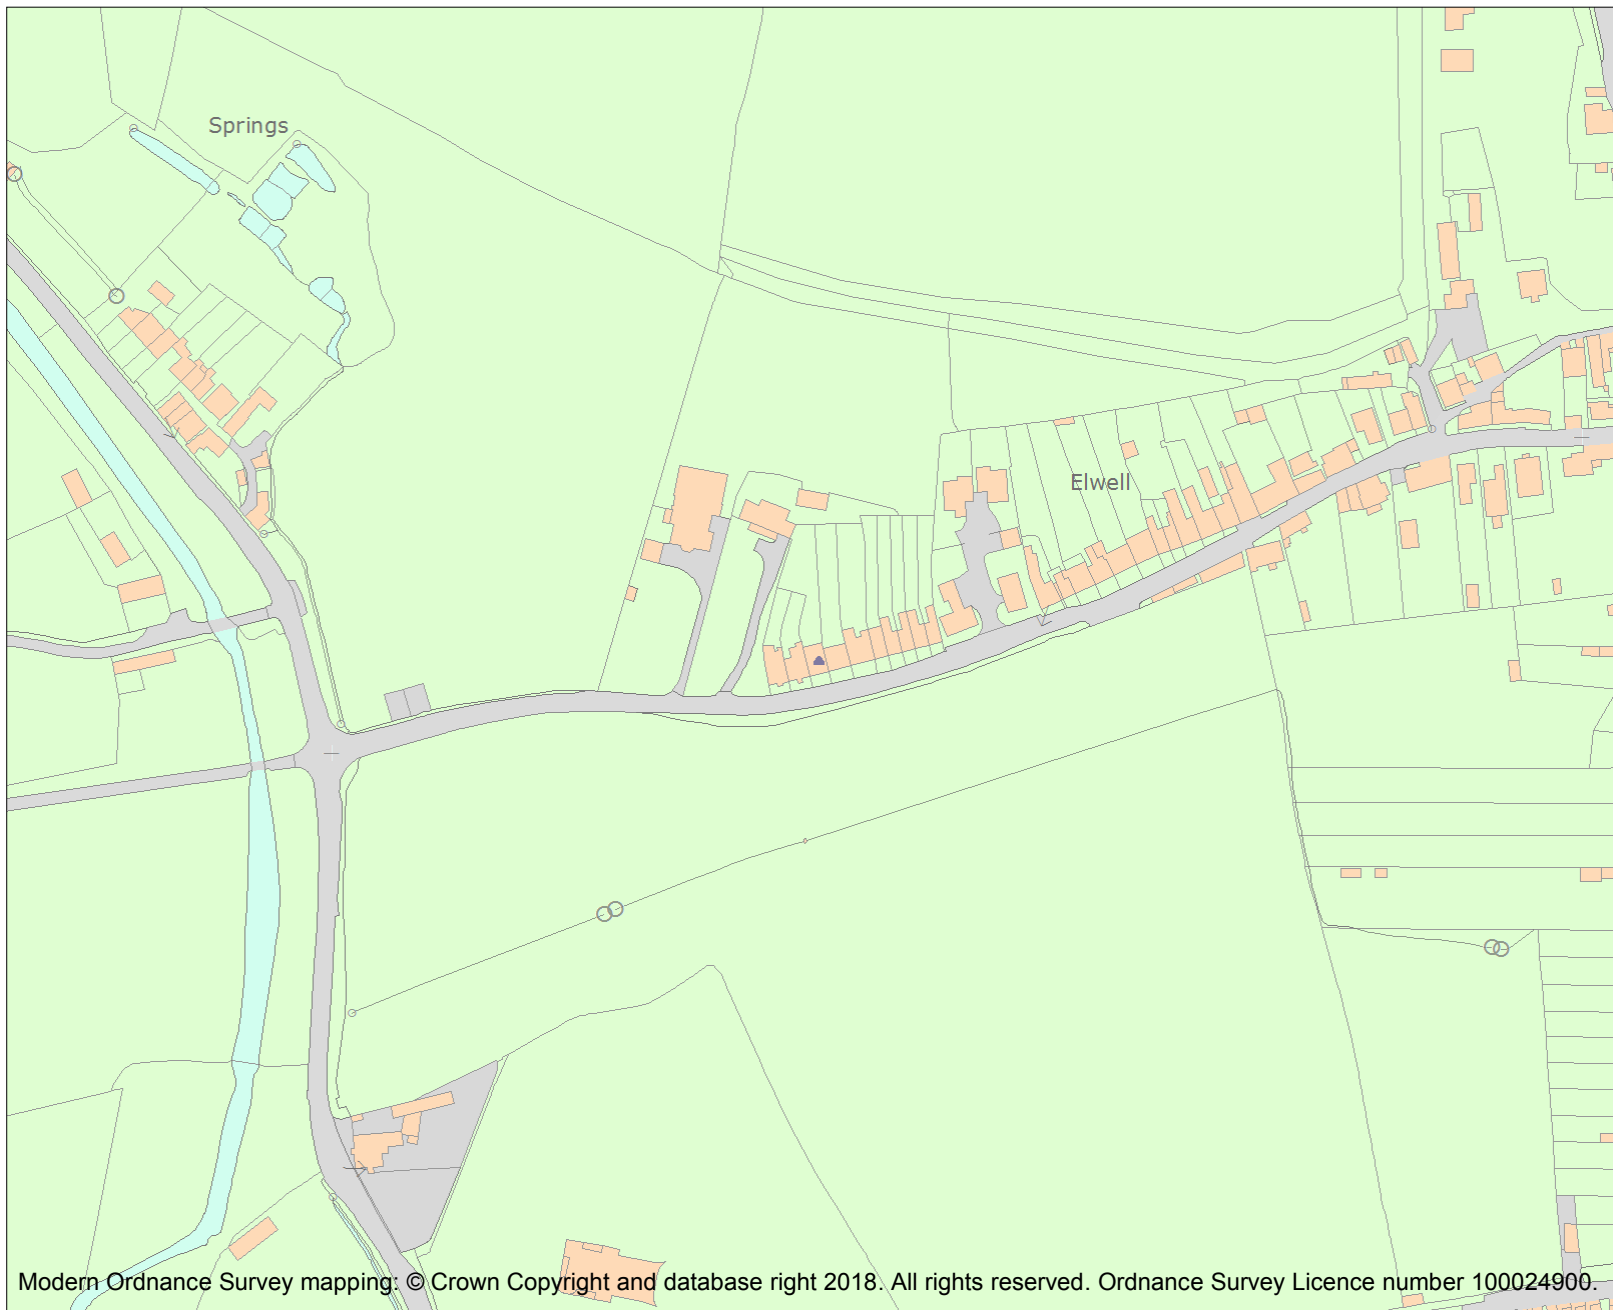 Springs
Elwell
Modern Ordnance Survey mapping: © Crown Copyright and database right 2018. All rights reserved. Ordnance Survey Licence number 100024900.